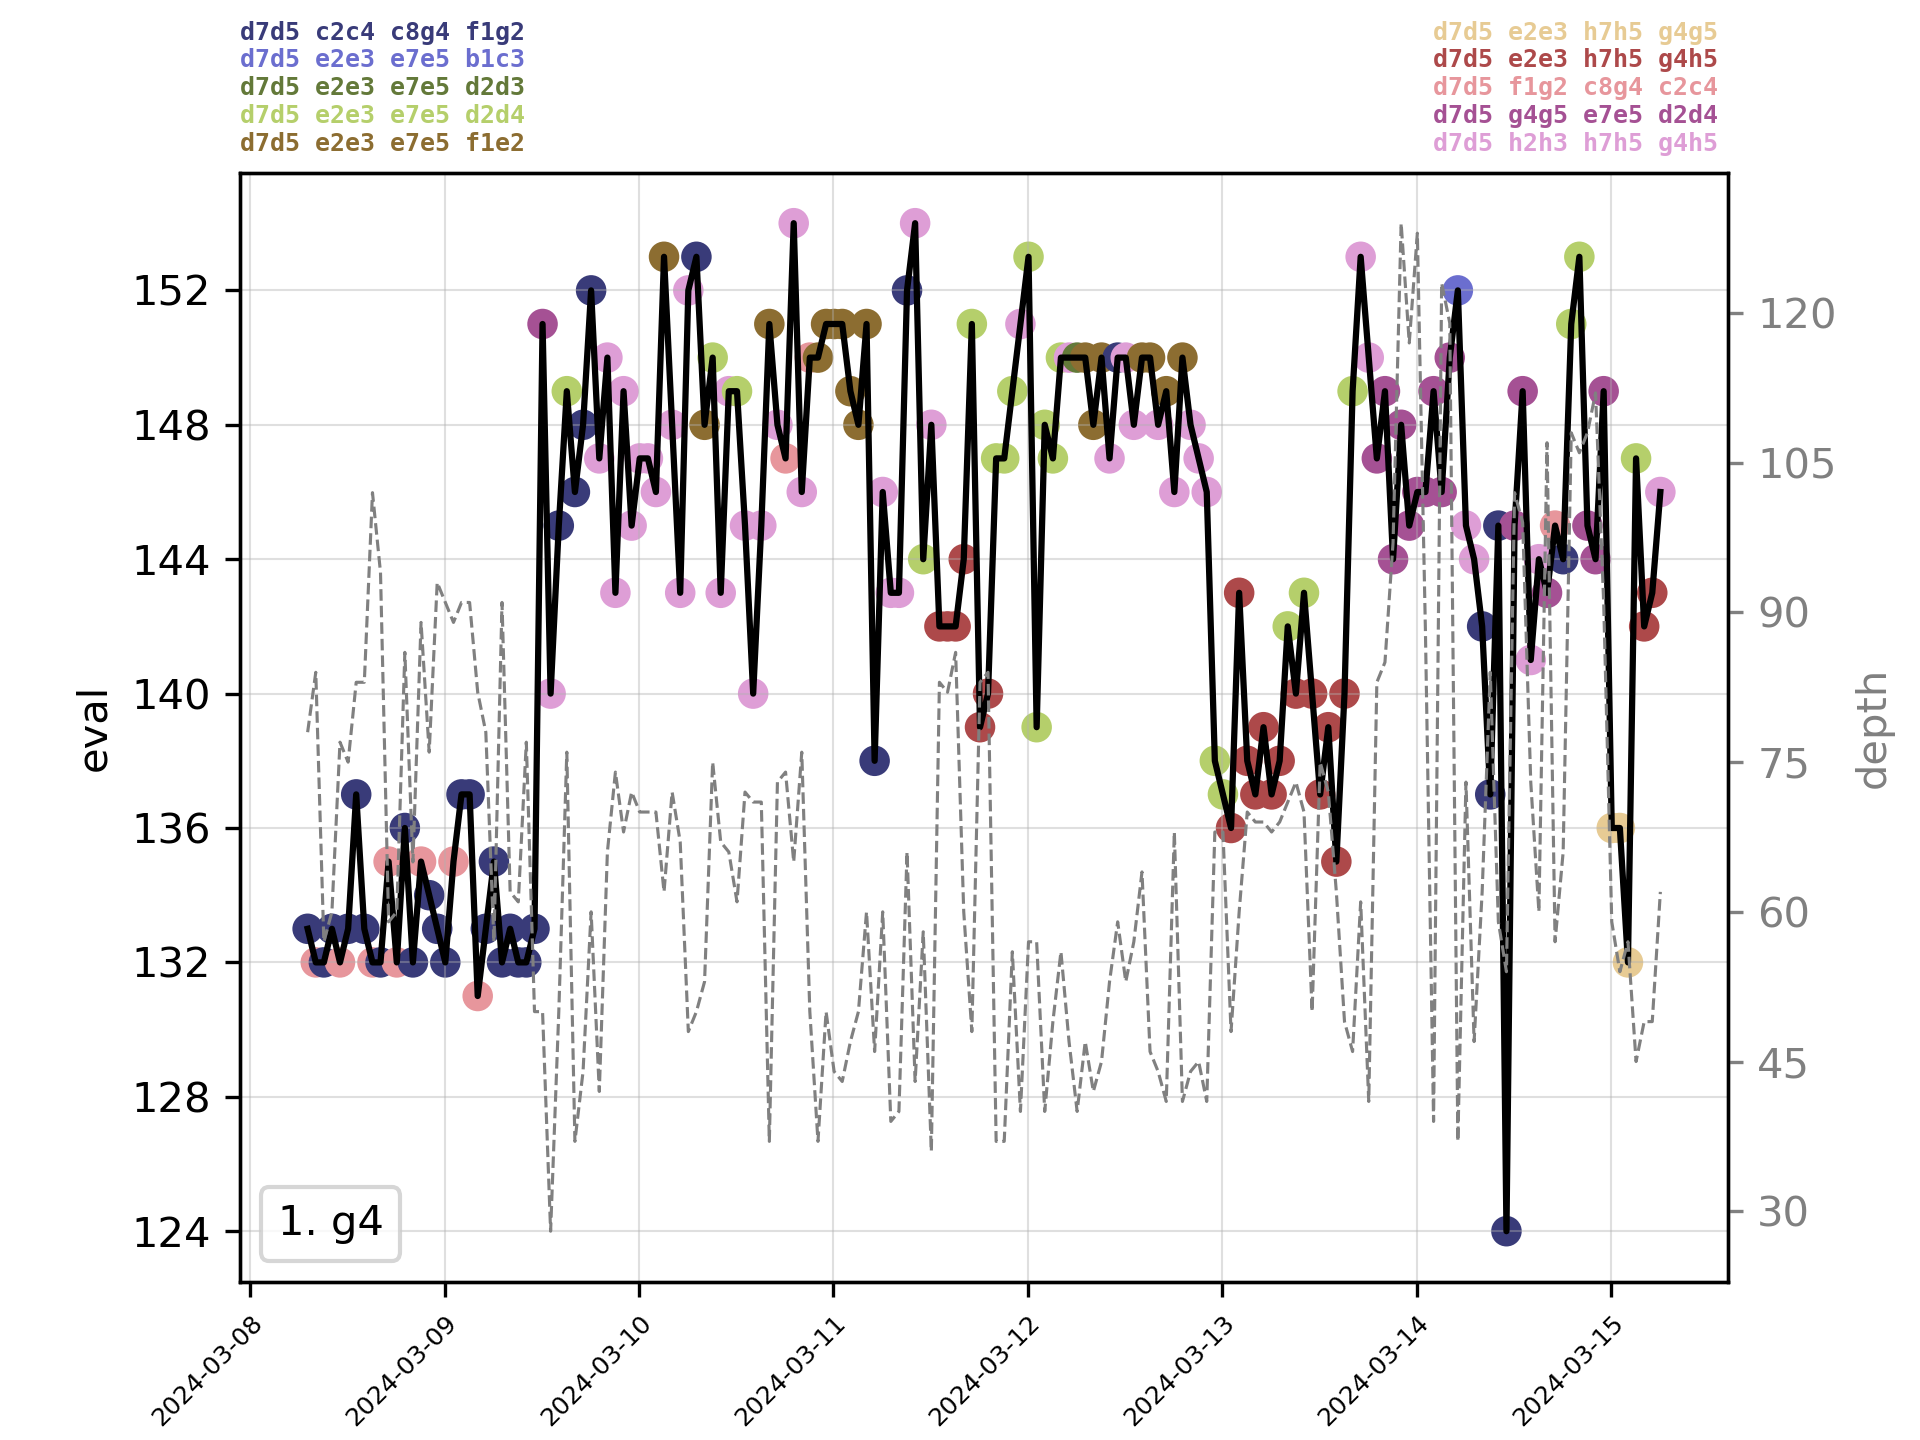 d7d5 c2c4 c8g4 f1g2
d7d5 e2e3 e7e5 b1c3
d7d5 e2e3 e7e5 d2d3
d7d5 e2e3 e7e5 d2d4
d7d5 e2e3 e7e5 f1e2
d7d5 e2e3 h7h5 g4g5
d7d5 e2e3 h7h5 g4h5
d7d5 f1g2 c8g4 c2c4
d7d5 g4g5 e7e5 d2d4
d7d5 h2h3 h7h5 g4h5
152
148
144
140
136
132
128
124
eval
120
105
90
75
60
45
30
depth
1. g4
2024-03-08
2024-03-09
2024-03-10
2024-03-11
2024-03-12
2024-03-13
2024-03-14
2024-03-15